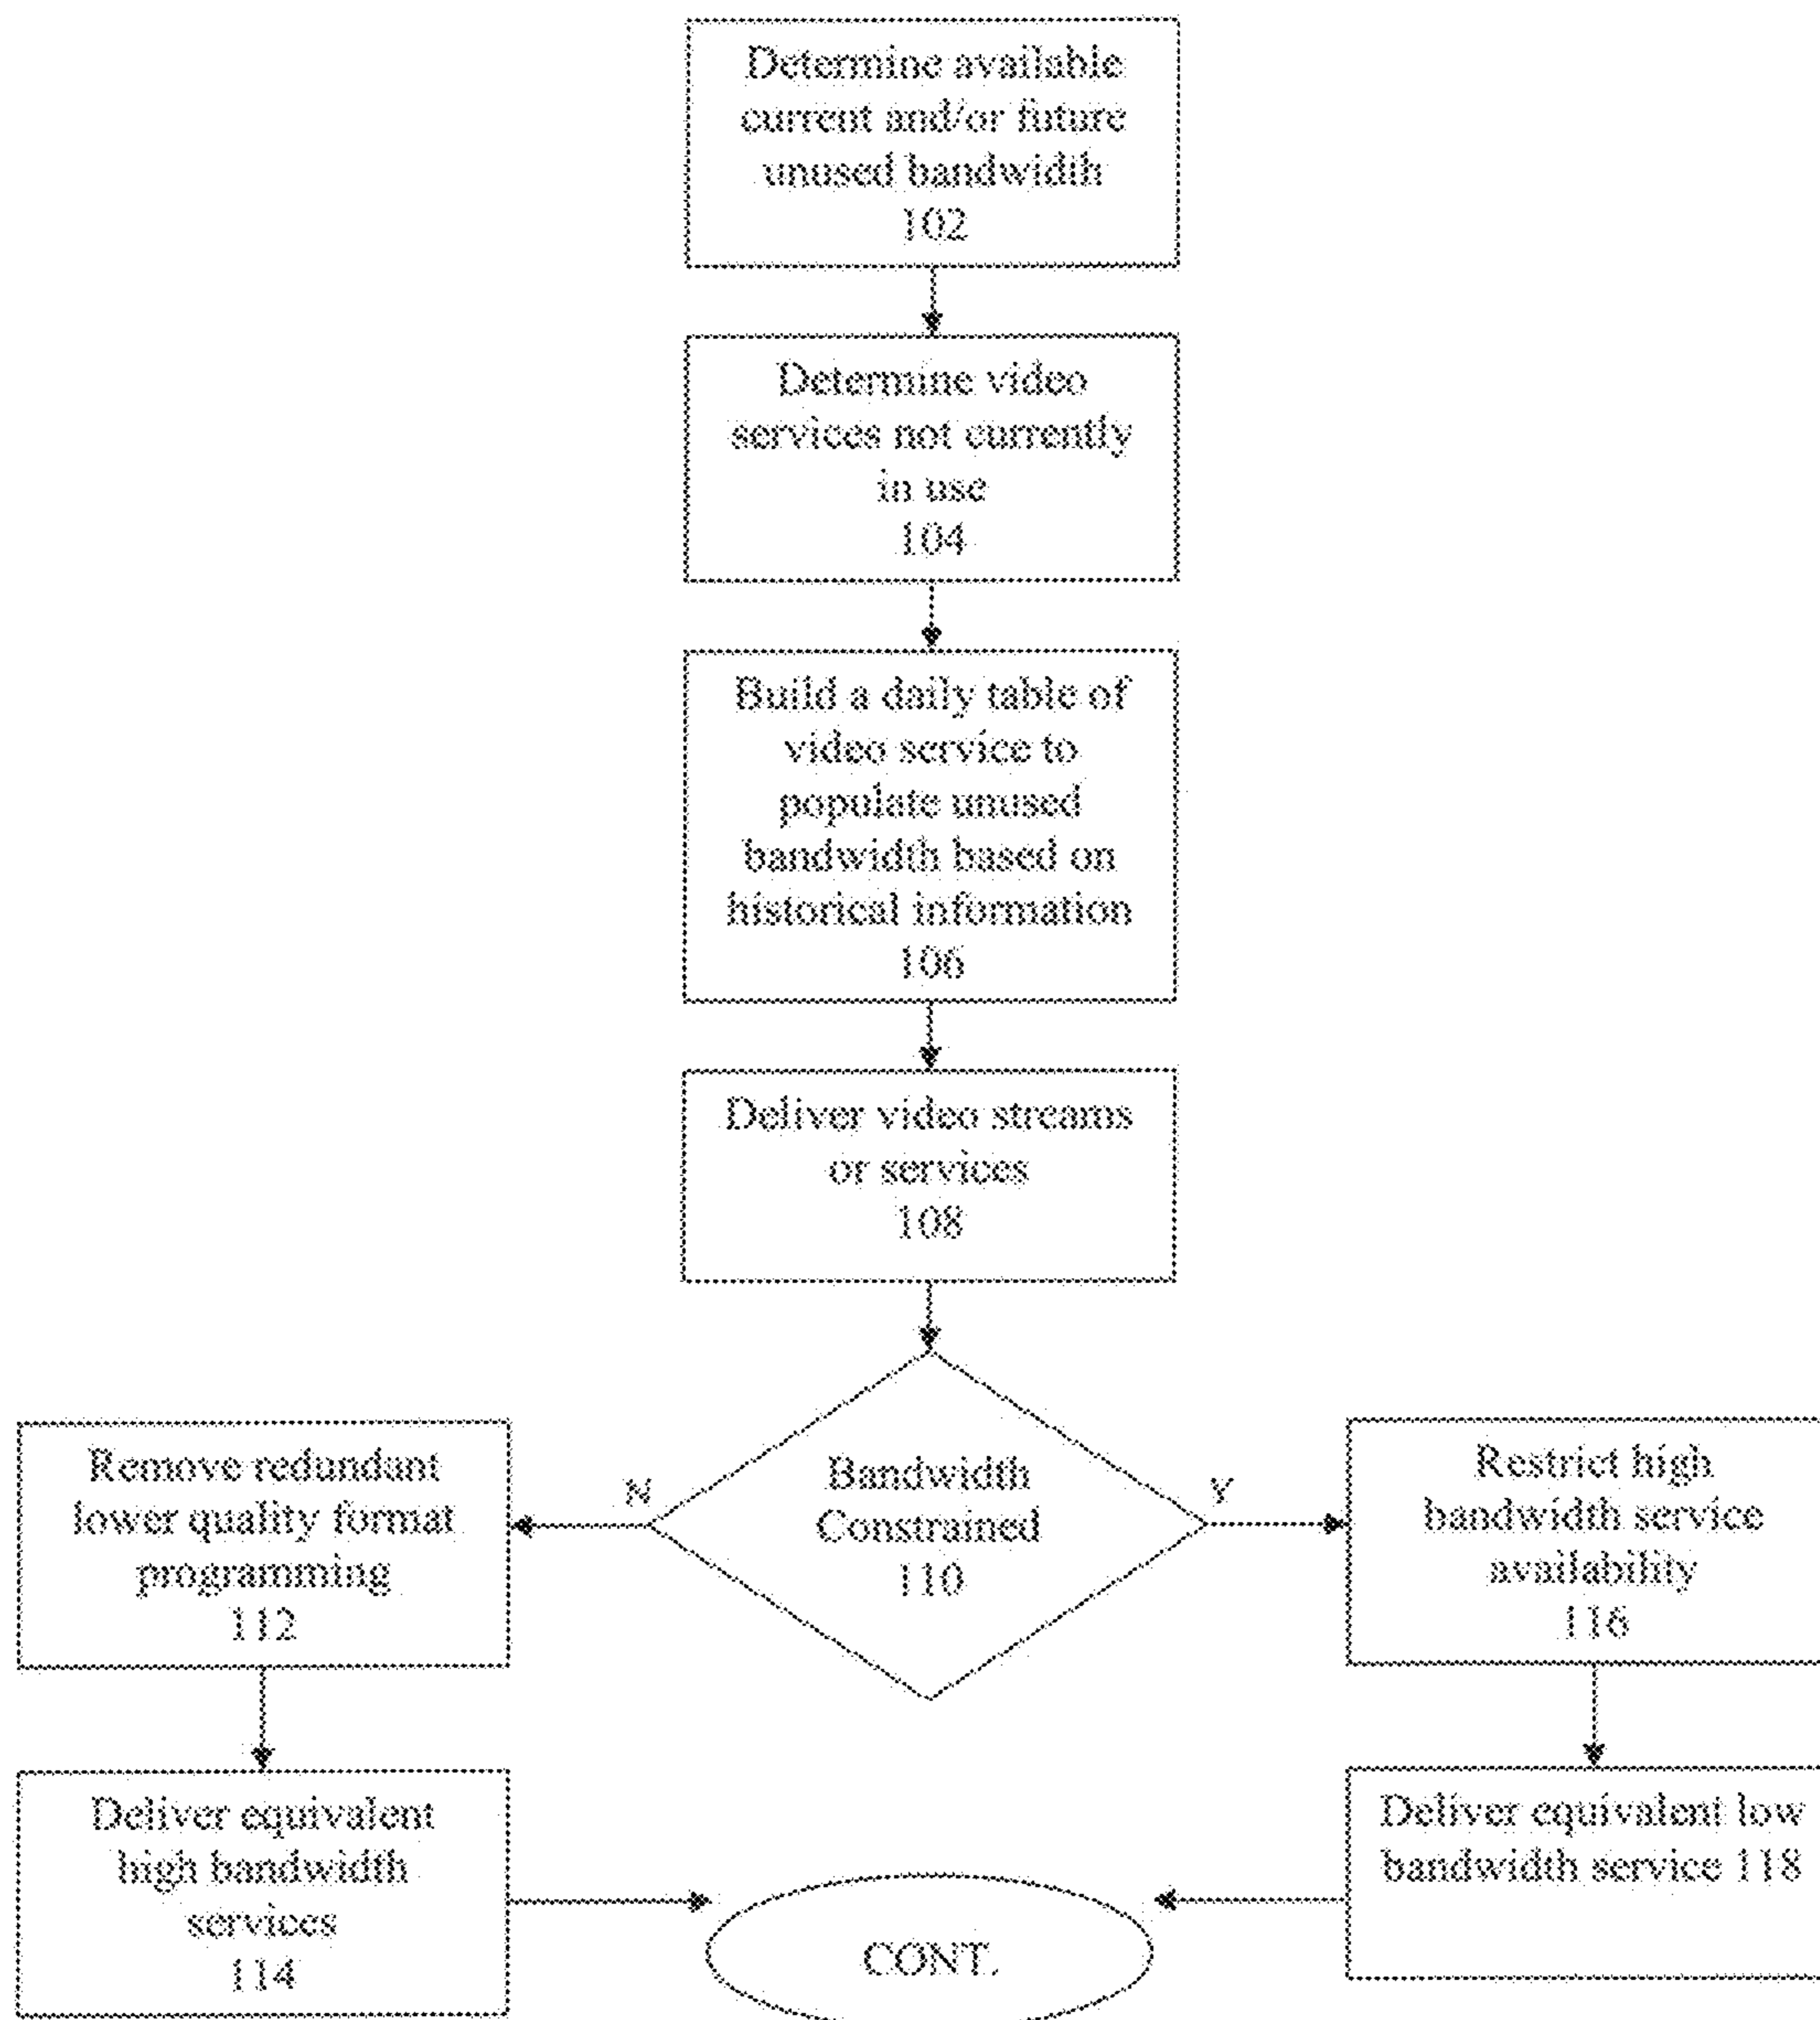 Determine available
current and/or future
unused bandwidth
102
Determine video
services not currently
in use
104
Build a daily table of
video service to
populate unused
bandwidth based on
historical information
106
Deliver video streams
or services
108
Bandwidth
Constrained
110
N
Y
Remove redundant
lower quality format
programming
112
Restrict high
bandwidth service
availability
116
Deliver equivalent
high bandwidth
services
114
Deliver equivalent low
bandwidth service 118
CONT.